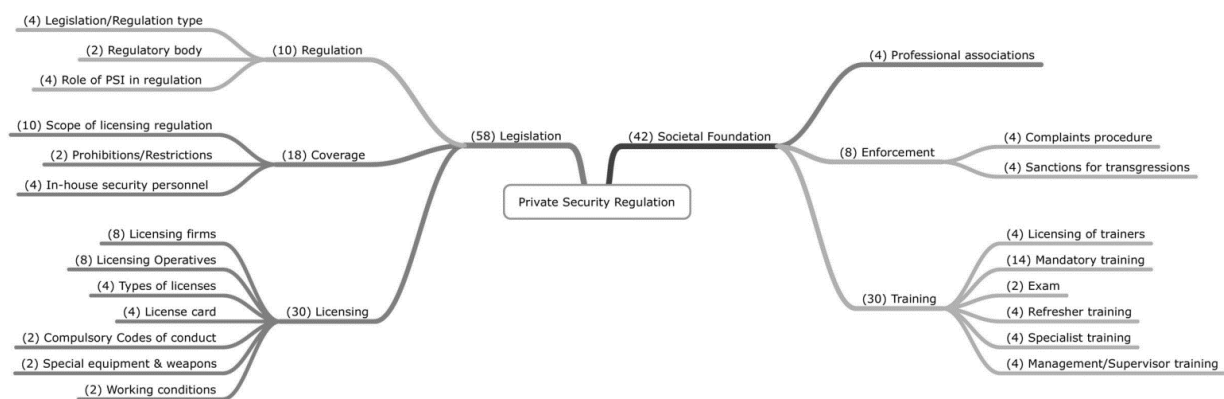 (4) Legislation/Regulation type
(2) Regulatory body
(4) Role of PSI in regulation
(10) Regulation
(10) Scope of licensing regulation
(2) Prohibitions/Restrictions
(4) In-house security personnel
(18) Coverage
(8) Licensing firms
(8) Licensing Operatives
(4) Types of licenses
(4) License card
(2) Compulsory Codes of conduct
(2) Special equipment & weapons
(2) Working conditions
(30) Licensing
(58) Legislation
Private Security Regulation
(42) Societal Foundation
(4) Professional associations
(8) Enforcement
(4) Complaints procedure
(4) Sanctions for transgressions
(30) Training
(4) Licensing of trainers
(14) Mandatory training
(2) Exam
(4) Refresher training
(4) Specialist training
(4) Management/Supervisor training